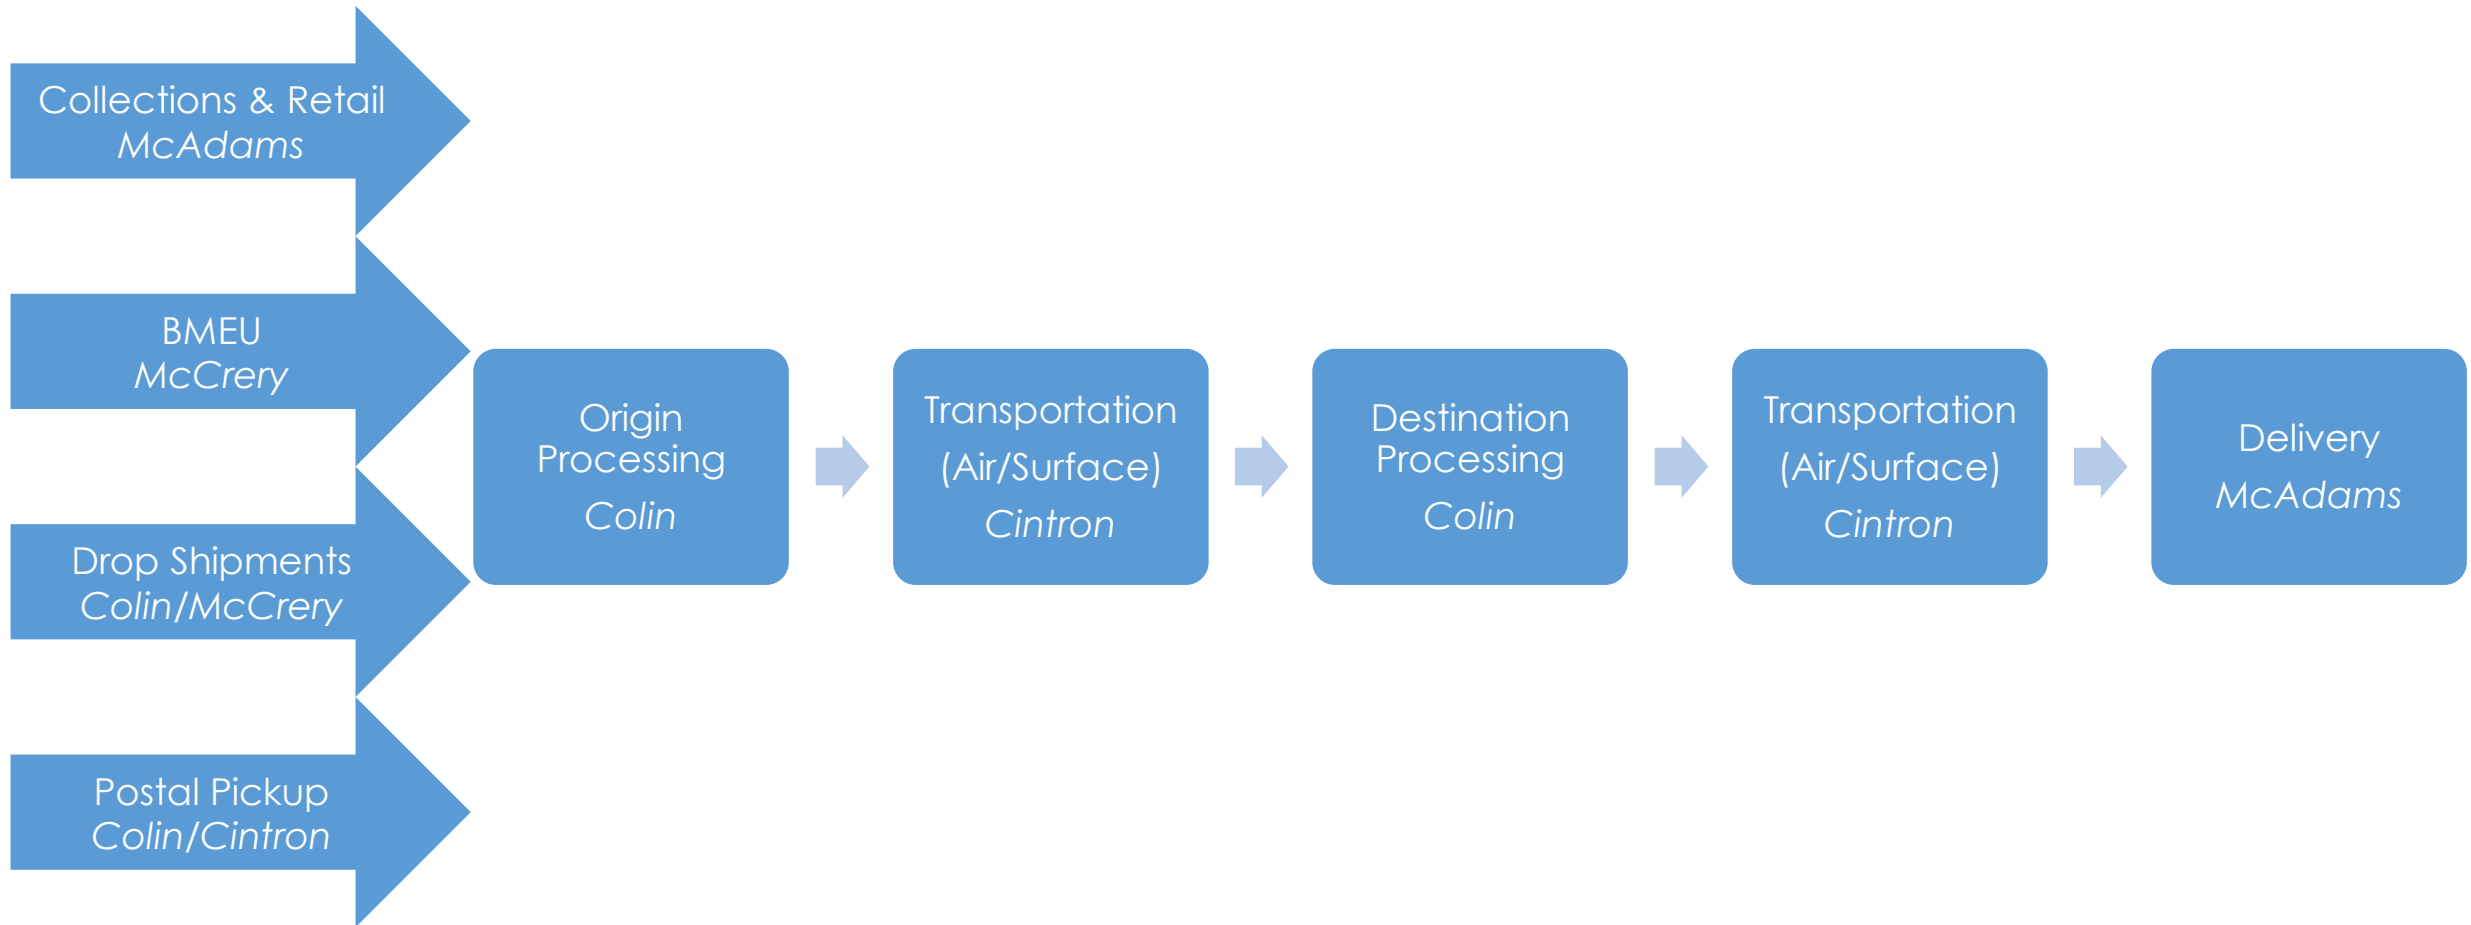 Collections & Retail
McAdams
BMEU
McCrery
Drop Shipments
Colin/McCrery
Postal Pickup
Colin/Cintron
Origin
Processing
Colin
Transportation
(Air/Surface)
Cintron
Destination
Processing
Colin
Transportation
(Air/Surface)
Cintron
Delivery
McAdams